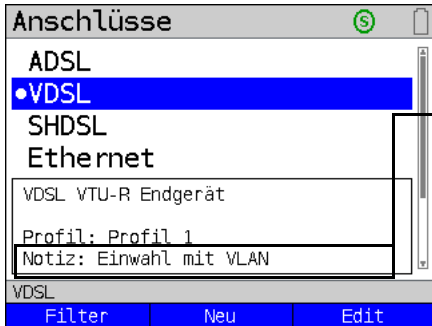 Anschlüsse S
ADSL
VDSL
SHDSL
Ethernet
VDSL VTU-R Endgerät
Profil: Profil 1
Notiz: Einwahl mit VLAN
VDSL
Filter Neu Edit